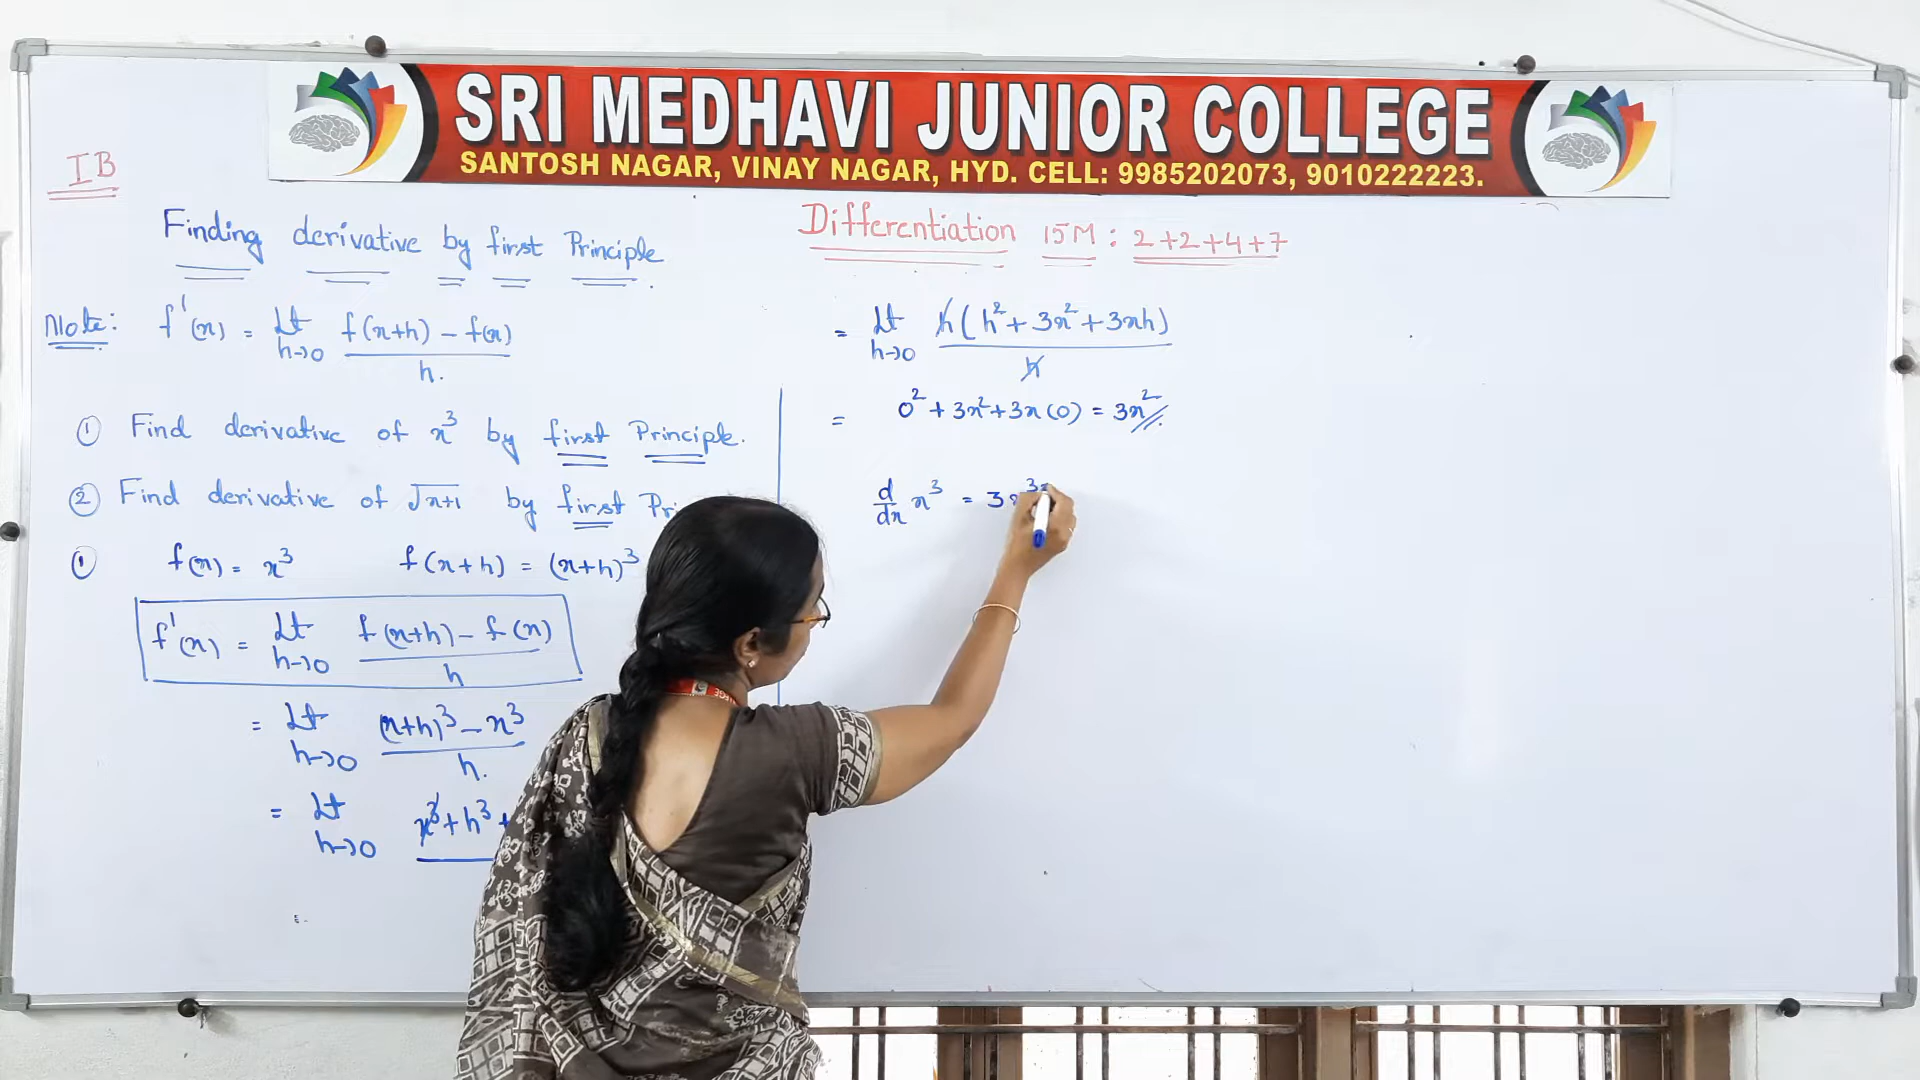 SRI MEDHAVI JUNIOR COLLEGE
SANTOSH NAGAR, VINAY NAGAR, HYD. CELL: 9985202073, 9010222223.
IB
Differentiation 15M : 2+2+4+7
Finding derivative by first Principle.
Note: f'(x) = Lt h→0 f(x+h) - f(x) / h.
① Find derivative of x³ by first Principle.
② Find derivative of √x+1 by first
① f(x) = x³ f(x+h) = (x+h)³
f'(x) = Lt h→0 f(x+h) - f(x) / h
= Lt h→0 (x+h)³ - x³ / h.
= Lt h→0 x³ + h³ +
= Lt h→0 h(h² + 3x² + 3xh) / h
= 0² + 3x² + 3x(0) = 3x²
d/dx x³ = 3